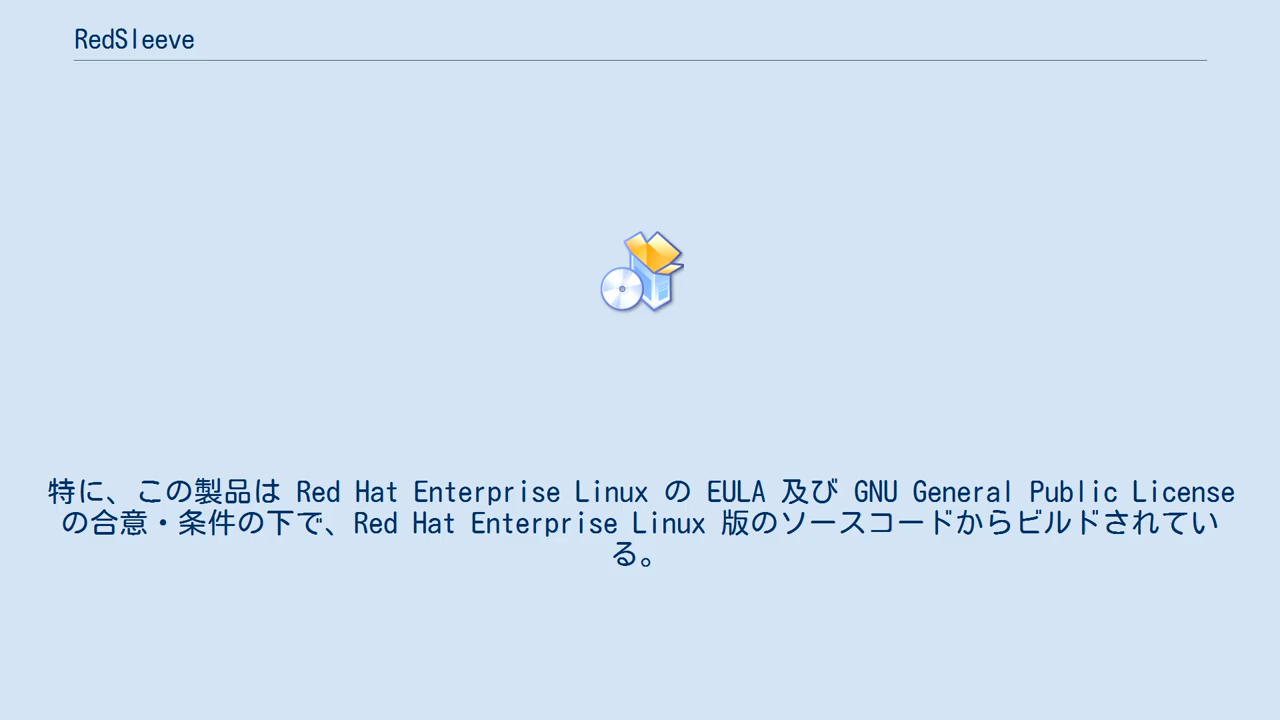 RedSleeve
特に、この製品は Red Hat Enterprise Linux の EULA 及び GNU General Public License
の合意・条件の下で、Red Hat Enterprise Linux 版のソースコードからビルドされてい
る。